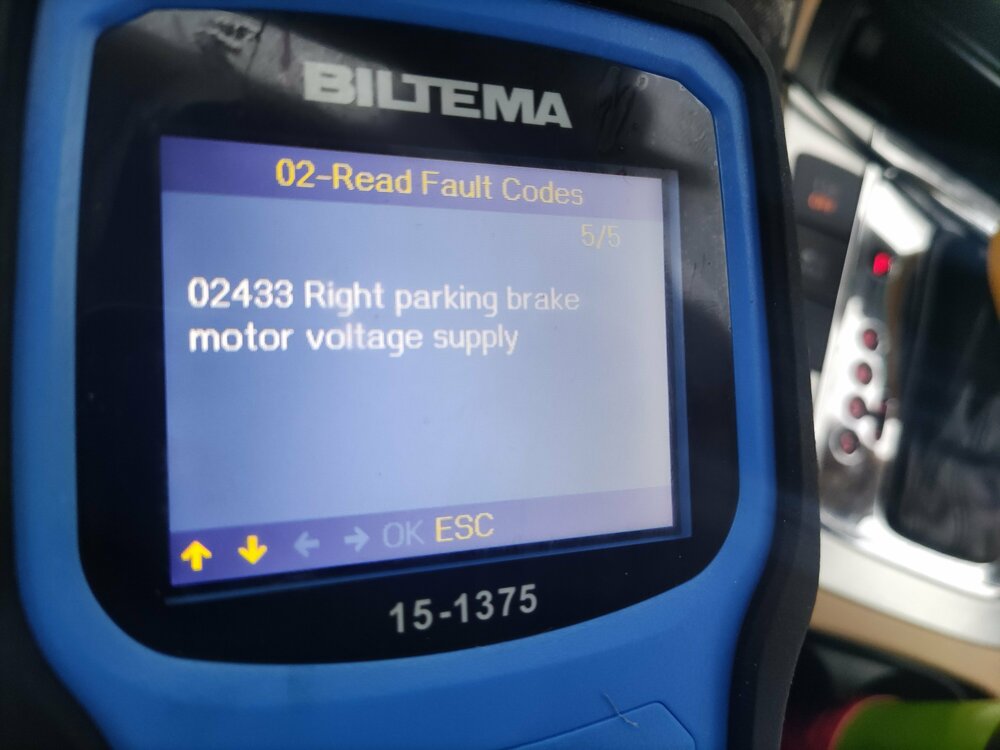 BILTEMA
02-Read Fault Codes
5/5
02433 Right parking brake
motor voltage supply
OK ESC
15-1375